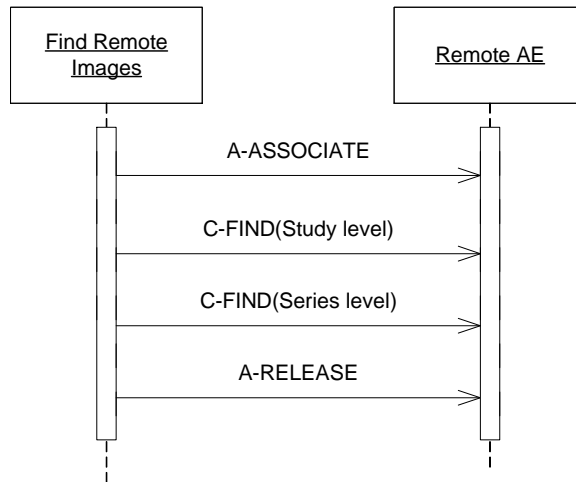 Find Remote
Images
Remote AE
A-ASSOCIATE
C-FIND(Study level)
C-FIND(Series level)
A-RELEASE